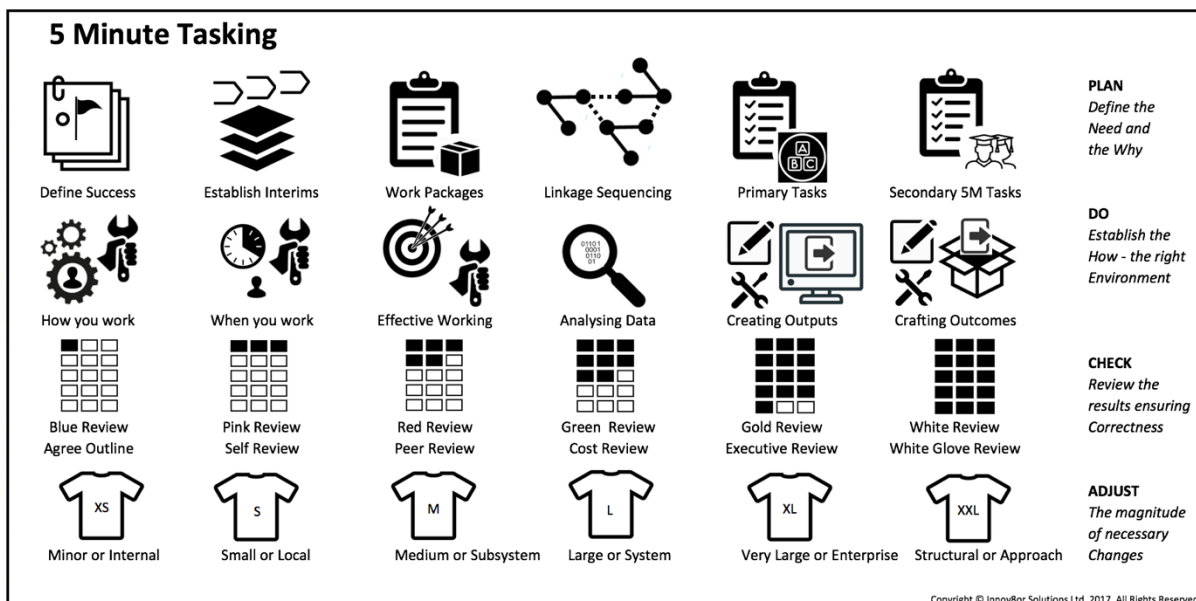 5 Minute Tasking
Define Success
Establish Interims
Work Packages
Linkage Sequencing
A
B C
Primary Tasks
Secondary 5M Tasks
PLAN
Define the
Need and
the Why
01101
0001
0110
01
How you work
When you work
Effective Working
Analysing Data
Creating Outputs
Crafting Outcomes
DO
Establish the
How - the right
Environment
Blue Review
Agree Outline
Pink Review
Self Review
Red Review
Peer Review
Green Review
Cost Review
Gold Review
Executive Review
White Review
White Glove Review
CHECK
Review the
results ensuring
Correctness
XS
Minor or Internal
S
Small or Local
M
Medium or Subsystem
L
Large or System
XL
Very Large or Enterprise
XXL
Structural or Approach
ADJUST
The magnitude
of necessary
Changes
Copyright © Innov8or Solutions Ltd. 2017. All Rights Reserved